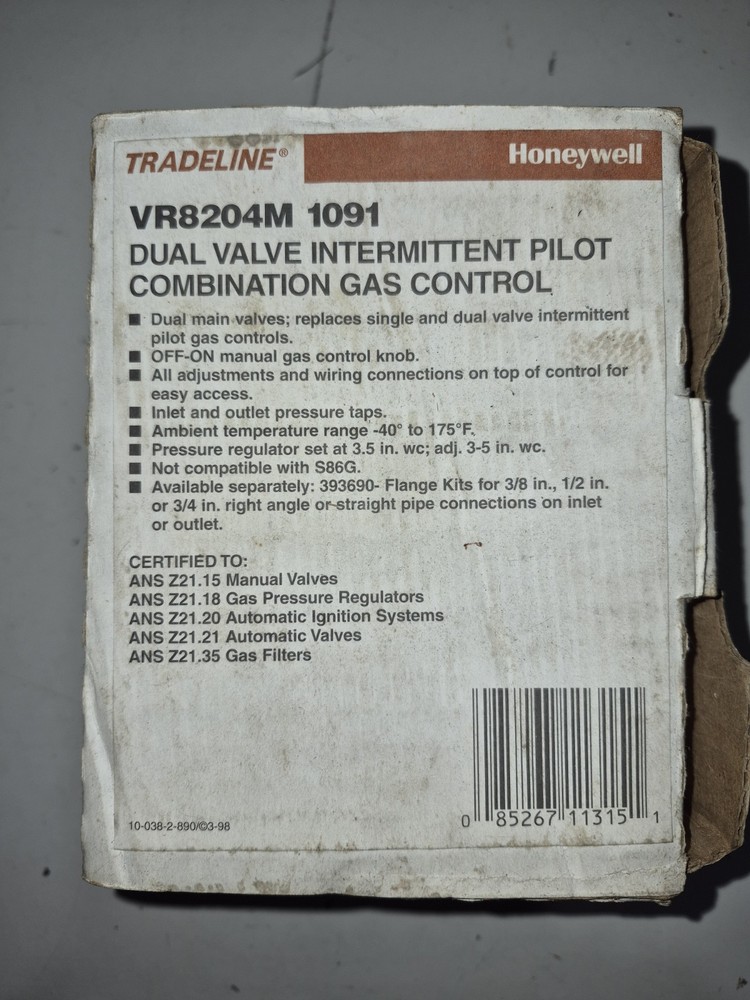 TRADELINE® Honeywell
VR8204M 1091
DUAL VALVE INTERMITTENT PILOT
COMBINATION GAS CONTROL
■ Dual main valves; replaces single and dual valve intermittent
pilot gas controls.
■ OFF-ON manual gas control knob.
■ All adjustments and wiring connections on top of control for
easy access.
■ Inlet and outlet pressure taps.
■ Ambient temperature range -40° to 175°F.
■ Pressure regulator set at 3.5 in. wc; adj. 3-5 in. wc.
■ Not compatible with S86G.
■ Available separately: 393690- Flange Kits for 3/8 in., 1/2 in.
or 3/4 in. right angle or straight pipe connections on inlet
or outlet.
CERTIFIED TO:
ANS Z21.15 Manual Valves
ANS Z21.18 Gas Pressure Regulators
ANS Z21.20 Automatic Ignition Systems
ANS Z21.21 Automatic Valves
ANS Z21.35 Gas Filters
10-038-2-890/©3-98
0 85267 11315 1